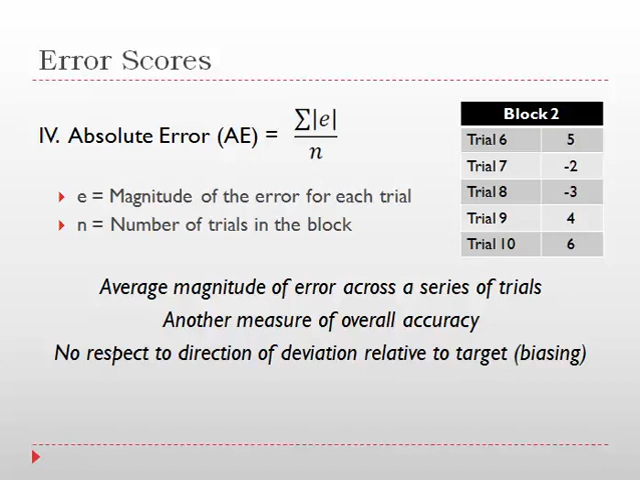 Error Scores
IV. Absolute Error (AE) = ∑|e|
n
e = Magnitude of the error for each trial
n = Number of trials in the block
Block 2
Trial 6 5
Trial 7 -2
Trial 8 -3
Trial 9 4
Trial 10 6
Average magnitude of error across a series of trials
Another measure of overall accuracy
No respect to direction of deviation relative to target (biasing)